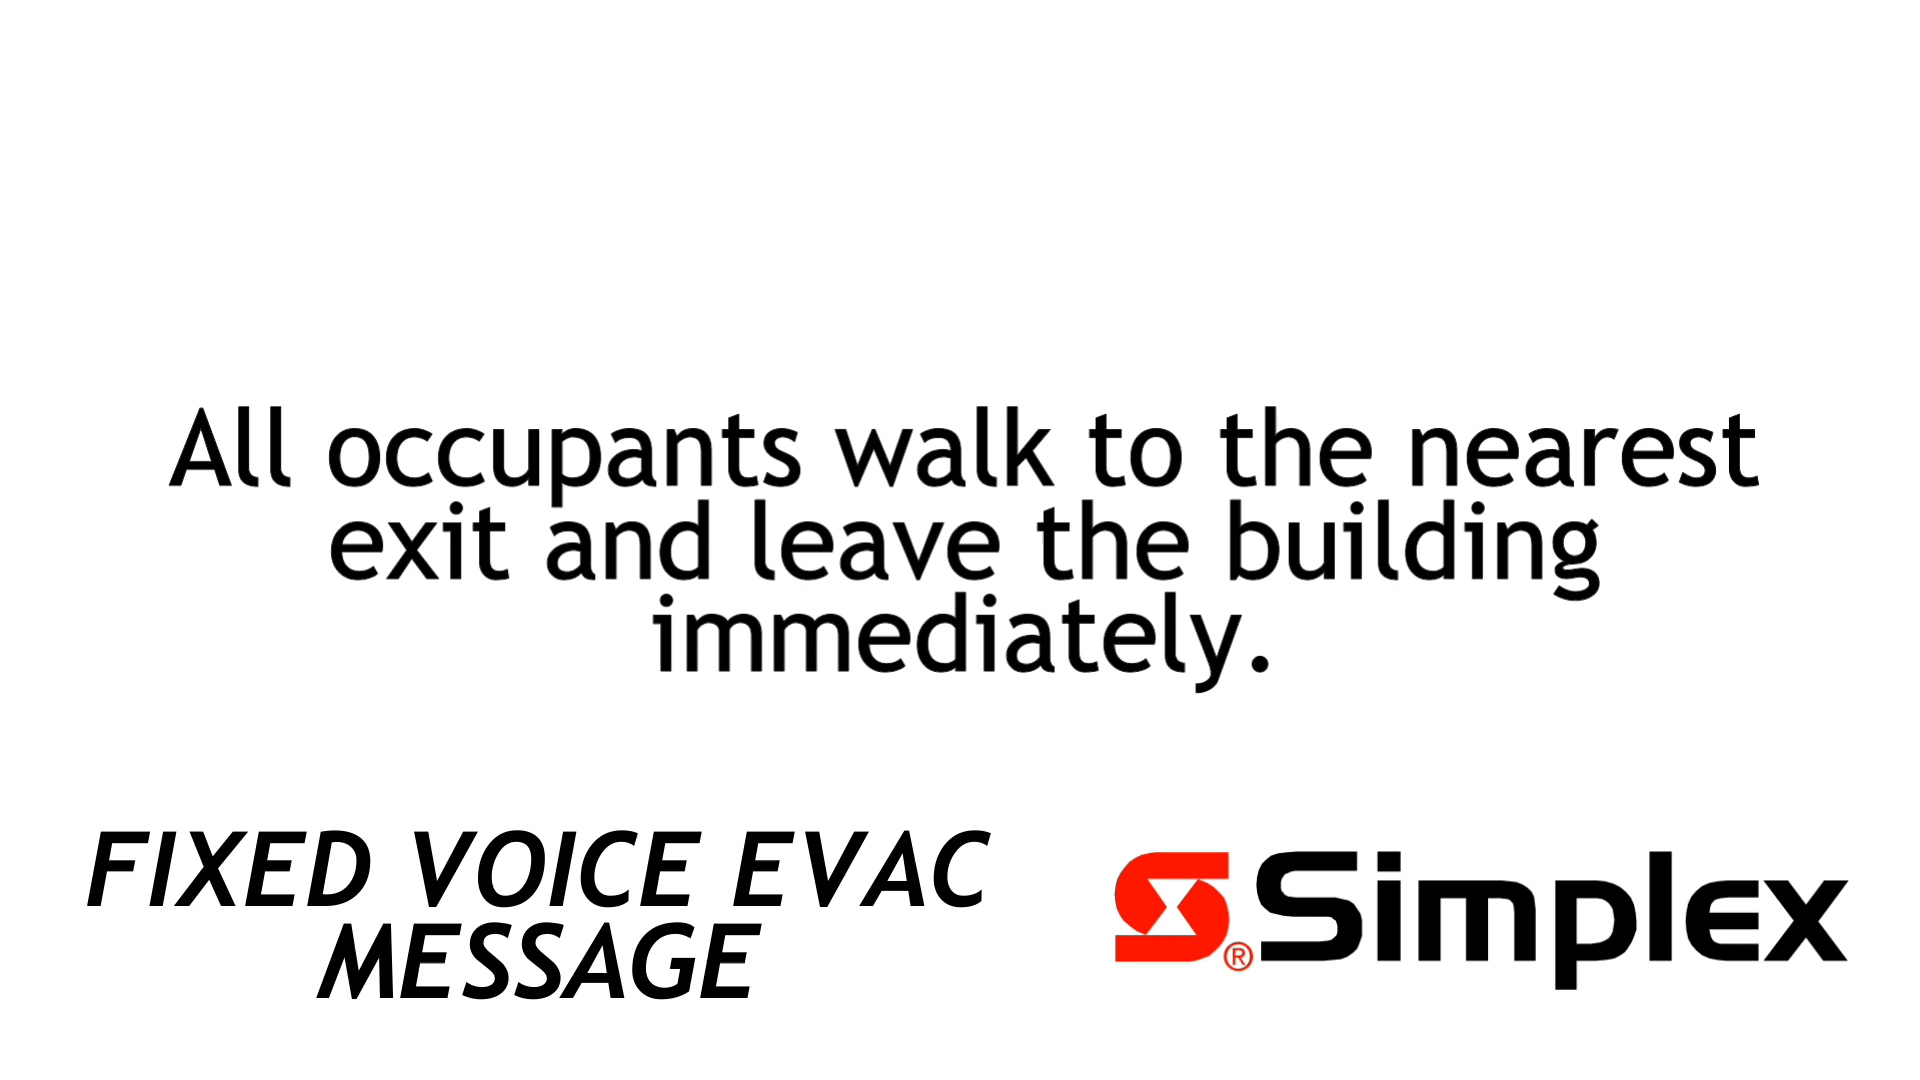 All occupants walk to the nearest
exit and leave the building
immediately.
FIXED VOICE EVAC
MESSAGE
S® Simplex